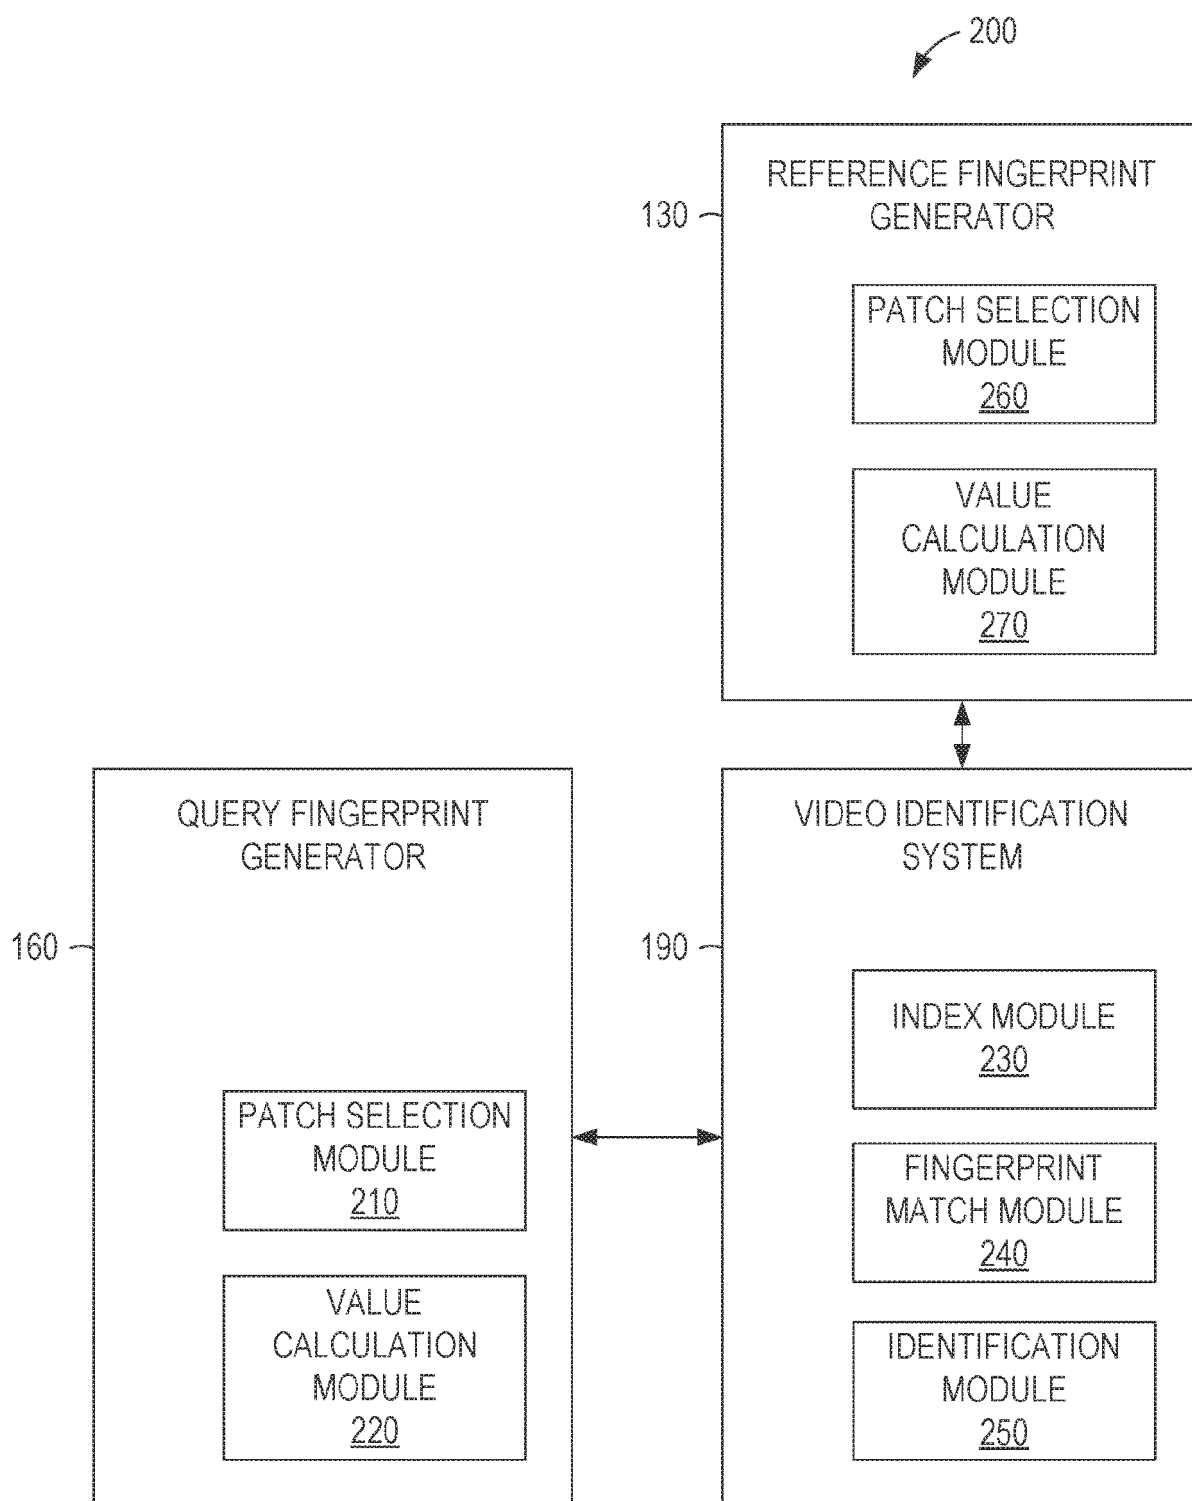 200
REFERENCE FINGERPRINT
GENERATOR
130
PATCH SELECTION
MODULE
260
VALUE
CALCULATION
MODULE
270
QUERY FINGERPRINT
GENERATOR
160
PATCH SELECTION
MODULE
210
VALUE
CALCULATION
MODULE
220
VIDEO IDENTIFICATION
SYSTEM
190
INDEX MODULE
230
FINGERPRINT
MATCH MODULE
240
IDENTIFICATION
MODULE
250